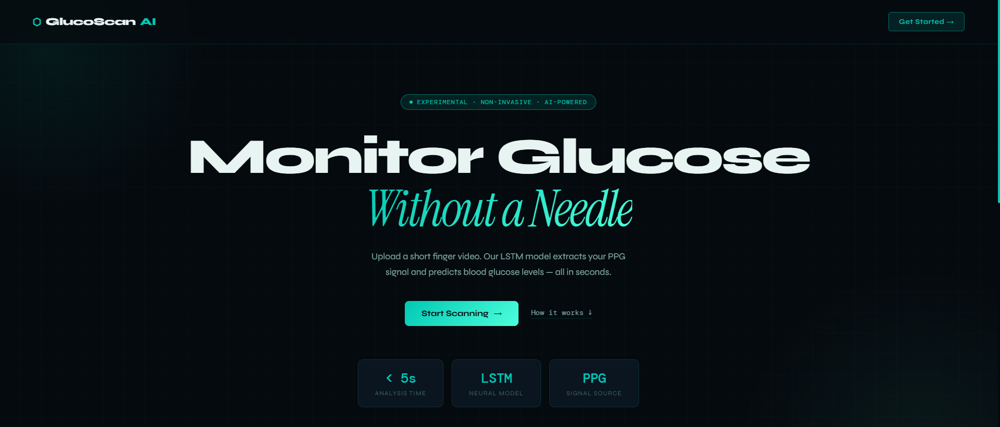 GlucoScan AI
Get Started →
EXPERIMENTAL · NON-INVASIVE · AI-POWERED
Monitor Glucose
Without a Needle
Upload a short finger video. Our LSTM model extracts your PPG
signal and predicts blood glucose levels — all in seconds.
Start Scanning →
How it works ↓
< 5s
ANALYSIS TIME
LSTM
NEURAL MODEL
PPG
SIGNAL SOURCE